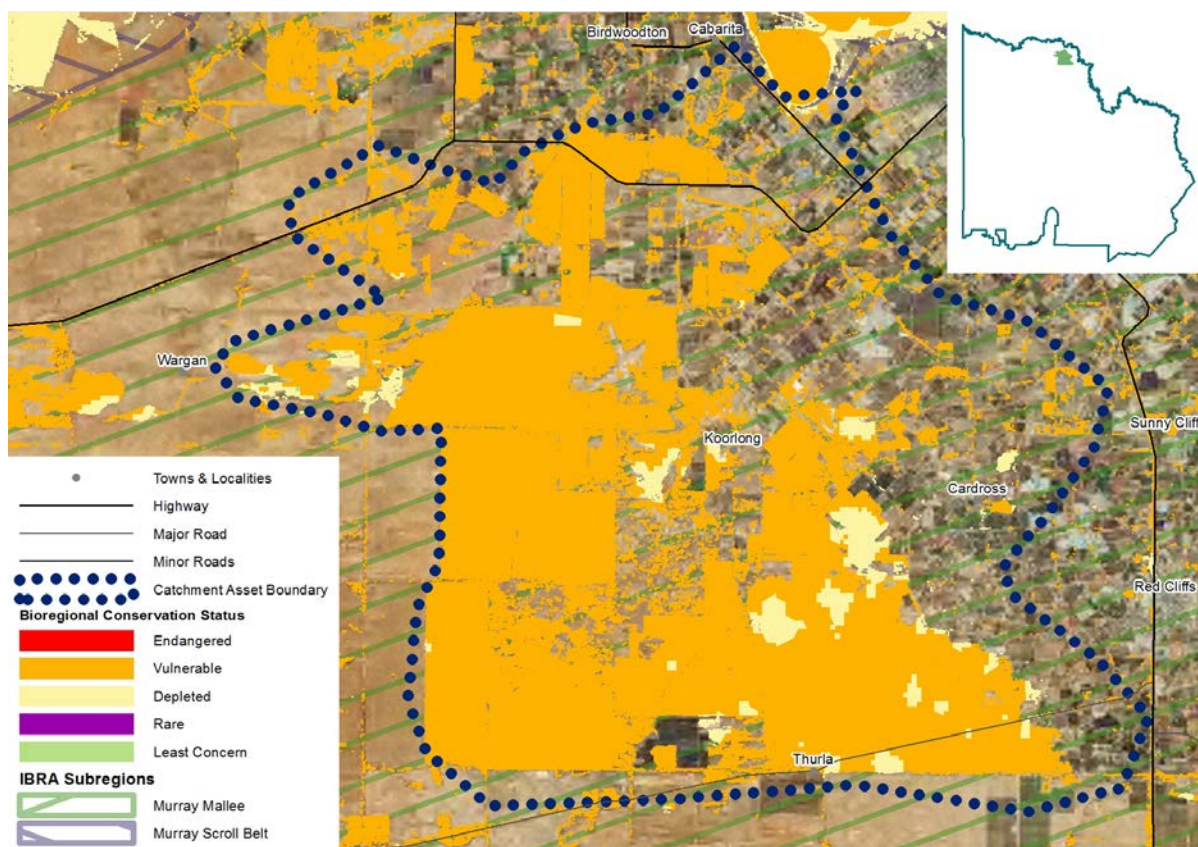 Birdwoodton
Cabarita
Wargan
Koorlong
Sunny Cliff
Cardross
Red Cliffs
Thurla
Towns & Localities
Highway
Major Road
Minor Roads
Catchment Asset Boundary
Bioregional Conservation Status
Endangered
Vulnerable
Depleted
Rare
Least Concern
IBRA Subregions
Murray Mallee
Murray Scroll Belt